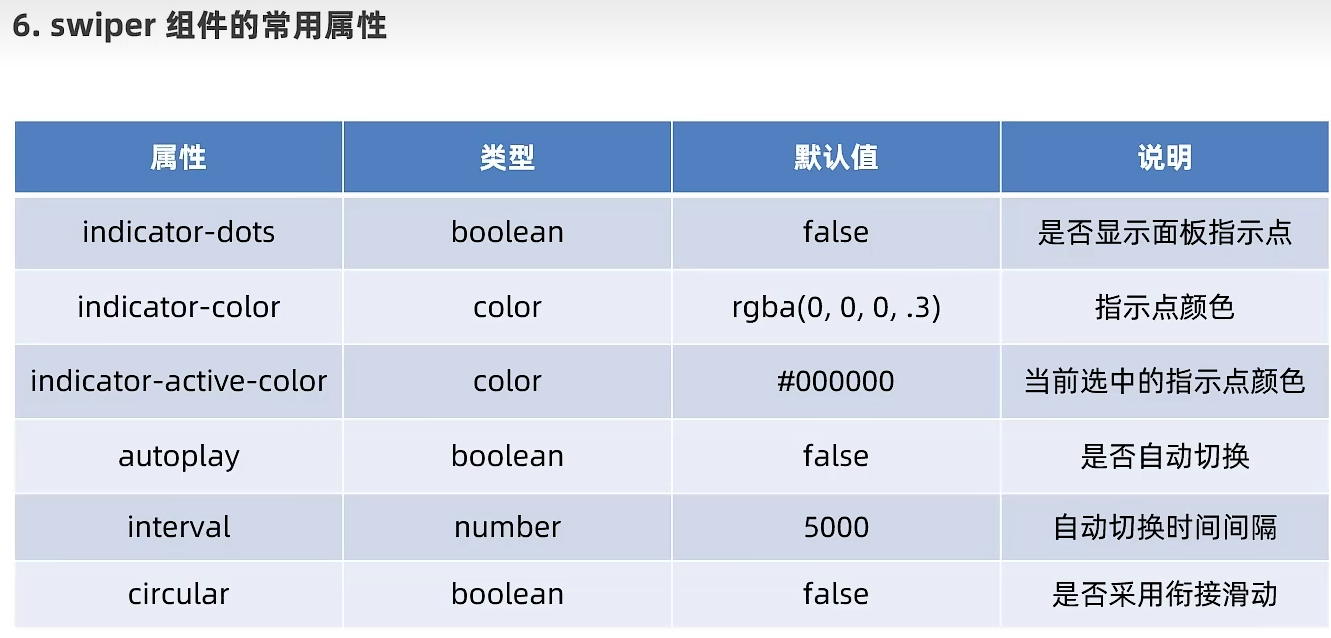 6. swiper 组件的常用属性
属性 类型 默认值 说明
indicator-dots boolean false 是否显示面板指示点
indicator-color color rgba(0, 0, 0, .3) 指示点颜色
indicator-active-color color #000000 当前选中的指示点颜色
autoplay boolean false 是否自动切换
interval number 5000 自动切换时间间隔
circular boolean false 是否采用衔接滑动